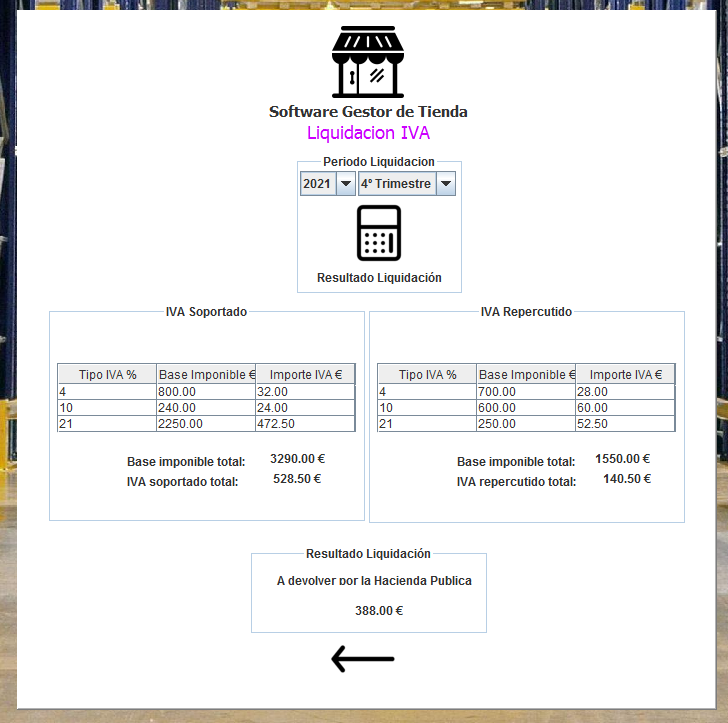 Software Gestor de Tienda
Liquidacion IVA
Periodo Liquidacion
2021 4º Trimestre
Resultado Liquidación
IVA Soportado
Tipo IVA % Base Imponible € Importe IVA €
4 800.00 32.00
10 240.00 24.00
21 2250.00 472.50
Base imponible total: 3290.00 €
IVA soportado total: 528.50 €
IVA Repercutido
Tipo IVA % Base Imponible € Importe IVA €
4 700.00 28.00
10 600.00 60.00
21 250.00 52.50
Base imponible total: 1550.00 €
IVA repercutido total: 140.50 €
Resultado Liquidación
A devolver por la Hacienda Publica
388.00 €